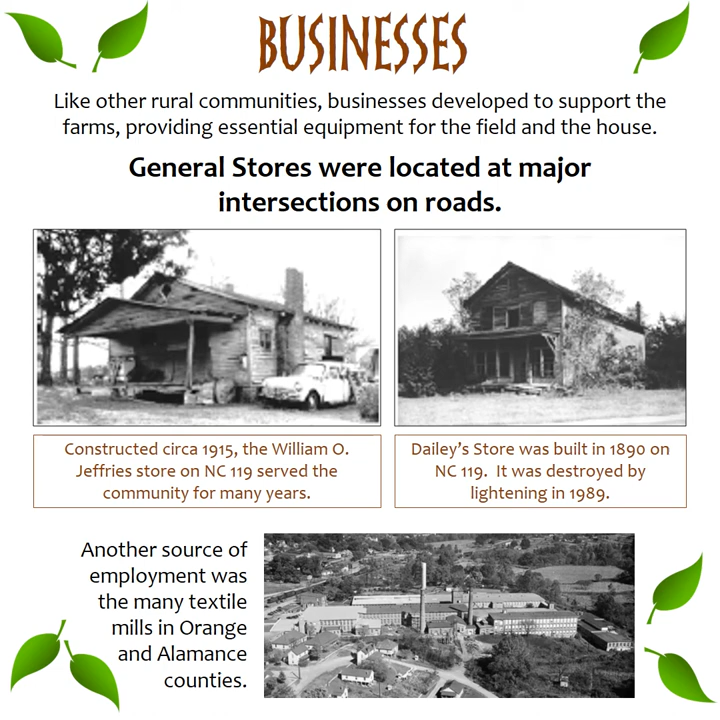 BUSINESSES
Like other rural communities, businesses developed to support the
farms, providing essential equipment for the field and the house.
General Stores were located at major
intersections on roads.
Constructed circa 1915, the William O.
Jeffries store on NC 119 served the
community for many years.
Dailey's Store was built in 1890 on
NC 119.  It was destroyed by
lightening in 1989.
Another source of
employment was
the many textile
mills in Orange
and Alamance
counties.